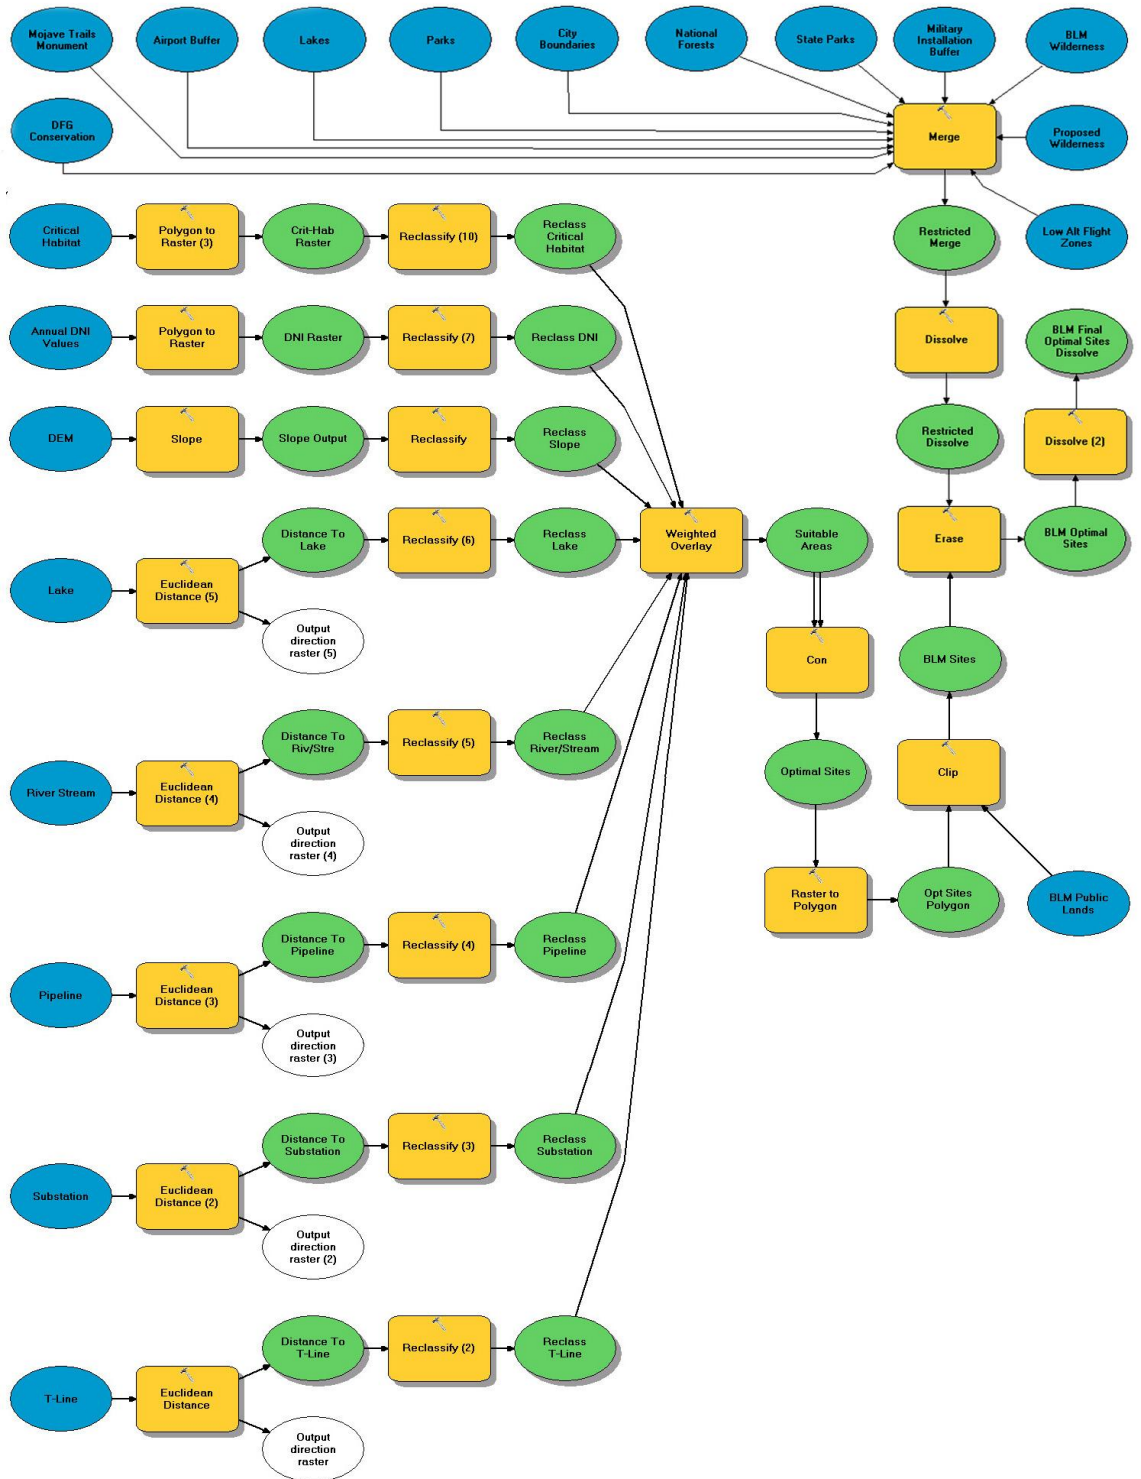 Mojave Trails
Monument
Airport Buffer
Lakes
Parks
City
Boundaries
National
Forests
State Parks
Military
Installation
Buffer
BLM
Wilderness
DFG
Conservation
Merge
Proposed
Wilderness
Critical
Habitat
Polygon to
Raster (3)
Crit-Hab
Raster
Reclassify (10)
Reclass
Critical
Habitat
Restricted
Merge
Low Alt Flight
Zones
Annual DNI
Values
Polygon to
Raster
DNI Raster
Reclassify (7)
Reclass DNI
Dissolve
BLM Final
Optimal Sites
Dissolve
DEM
Slope
Slope Output
Reclassify
Reclass
Slope
Restricted
Dissolve
Dissolve (2)
Distance To
Lake
Reclassify (6)
Reclass
Lake
Weighted
Overlay
Suitable
Areas
Erase
BLM Optimal
Sites
Lake
Euclidean
Distance (5)
Output
direction
raster (5)
Con
BLM Sites
Distance To
Riv/Stre
Reclassify (5)
Reclass
River/Stream
Optimal Sites
Clip
River Stream
Euclidean
Distance (4)
Output
direction
raster (4)
Raster to
Polygon
Opt Sites
Polygon
BLM Public
Lands
Distance To
Pipeline
Reclassify (4)
Reclass
Pipeline
Pipeline
Euclidean
Distance (3)
Output
direction
raster (3)
Distance To
Substation
Reclassify (3)
Reclass
Substation
Substation
Euclidean
Distance (2)
Output
direction
raster (2)
Distance To
T-Line
Reclassify (2)
Reclass
T-Line
T-Line
Euclidean
Distance
Output
direction
raster